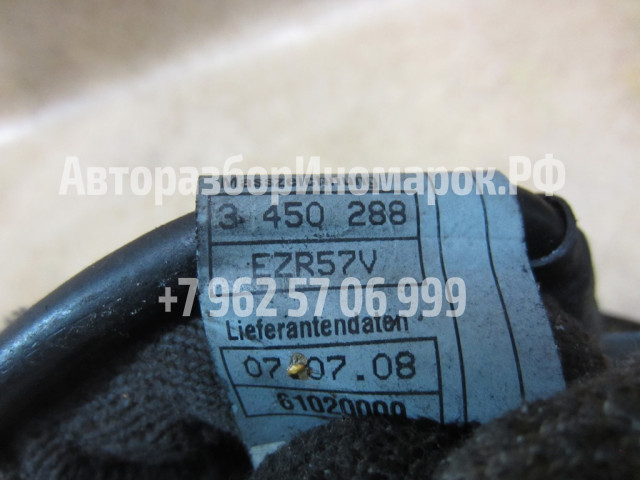 АвторазборИномарок.РФ
3 450 288
EZR57V
+7 962 57 06 999
Lieferantendaten
07.07.08
61020000